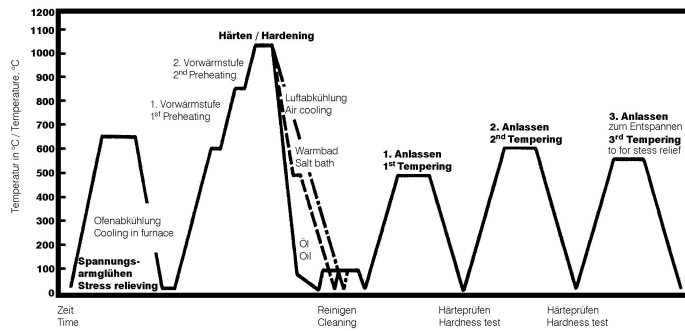 Temperatur in °C / Temperature, °C
1200
1100
1000
900
800
700
600
500
400
300
200
100
0
Härten / Hardening
2. Vorwärmstufe
2nd Preheating
1. Vorwärmstufe
1st Preheating
Luftabkühlung
Air cooling
Warmbad
Salt bath
1. Anlassen
1st Tempering
2. Anlassen
2nd Tempering
3. Anlassen
zum Entspannen
3rd Tempering
to for stess relief
Ofenabkühlung
Cooling in furnace
Öl
Oil
Spannungs-
armglühen
Stress relieving
Zeit
Time
Reinigen
Cleaning
Härteprüfen
Hardness test
Härteprüfen
Hardness test